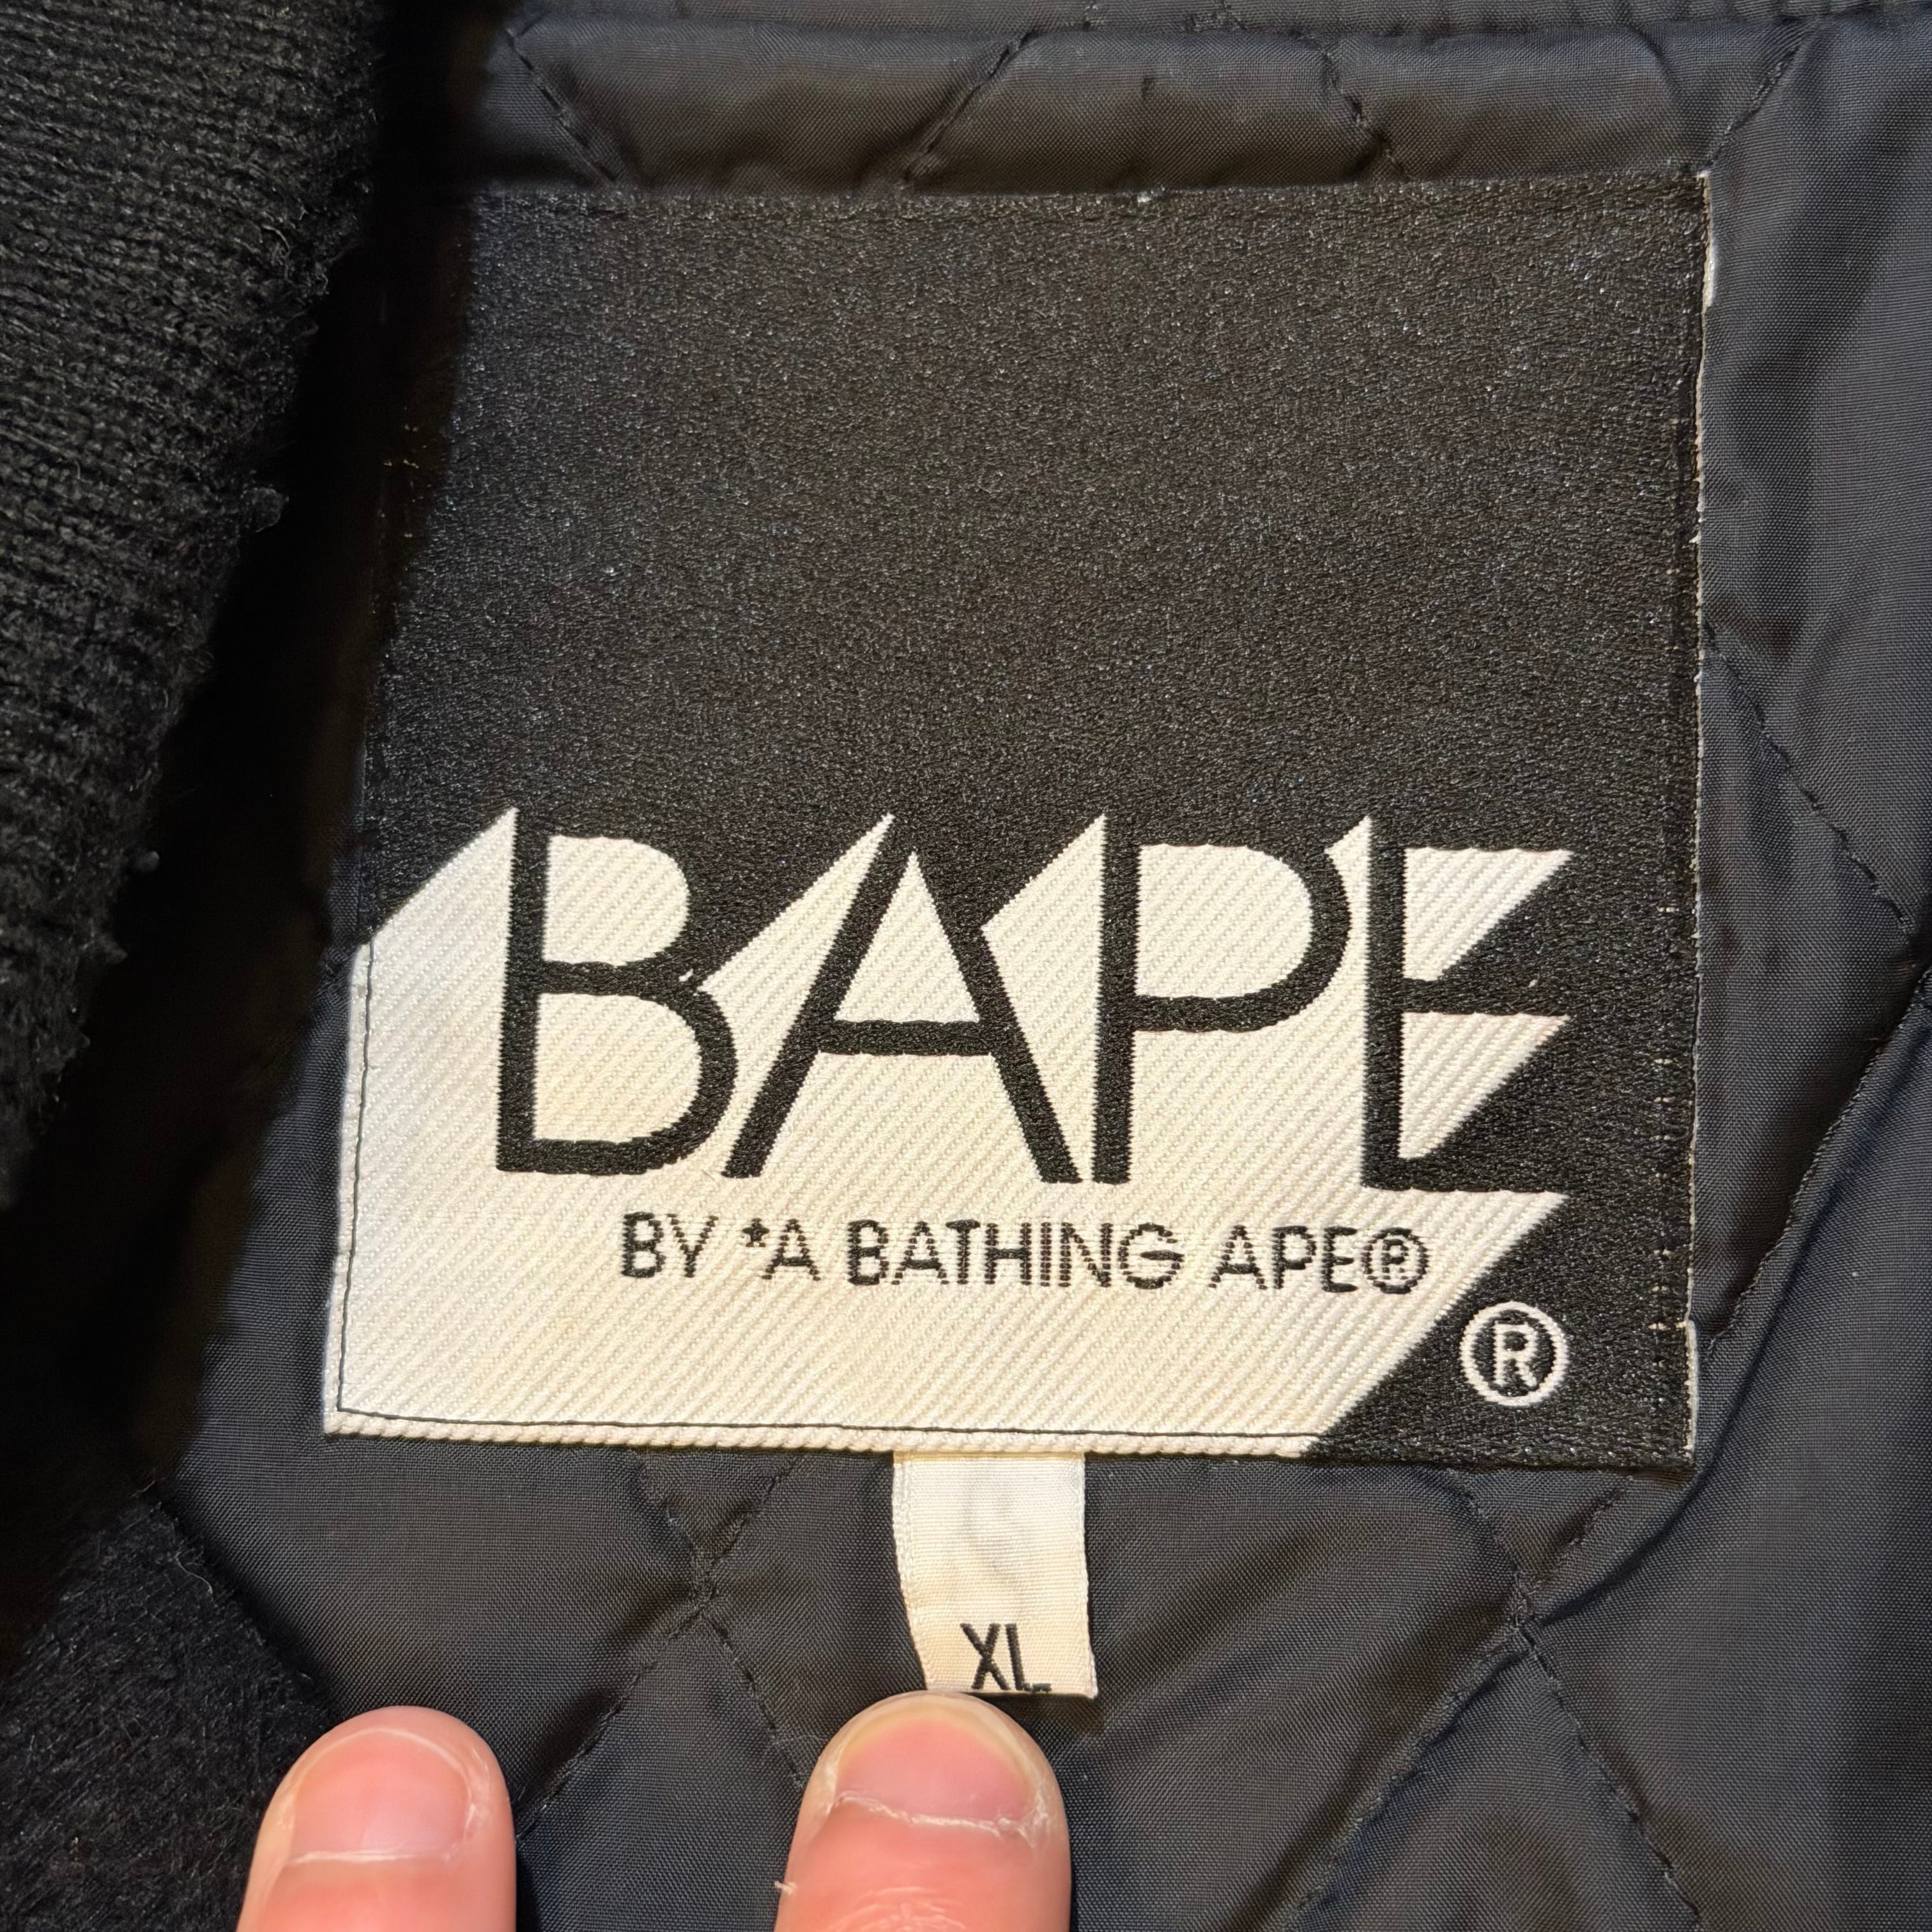 BAPE
BY *A BATHING APE®
®
XL